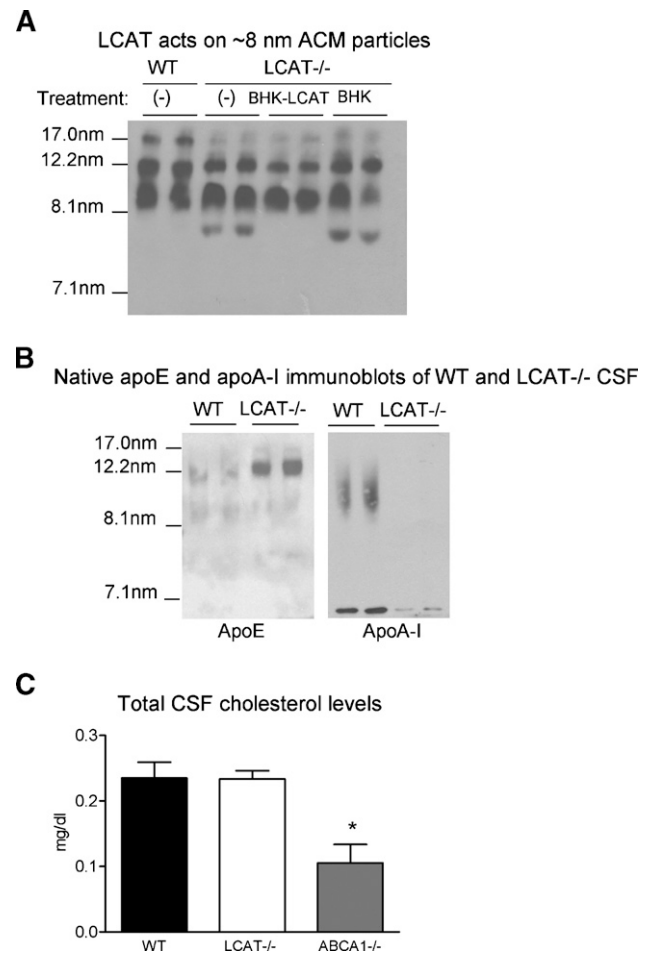 A
LCAT acts on ~8 nm ACM particles
WT LCAT-/-
Treatment: (-) (-) BHK-LCAT BHK
17.0nm
12.2nm
8.1nm
7.1nm
B
Native apoE and apoA-I immunoblots of WT and LCAT-/- CSF
WT LCAT-/- WT LCAT-/-
17.0nm
12.2nm
8.1nm
7.1nm
ApoE ApoA-I
C
Total CSF cholesterol levels
0.3
0.2
0.1
0.0
mg/dl
*
WT LCAT-/- ABCA1-/-